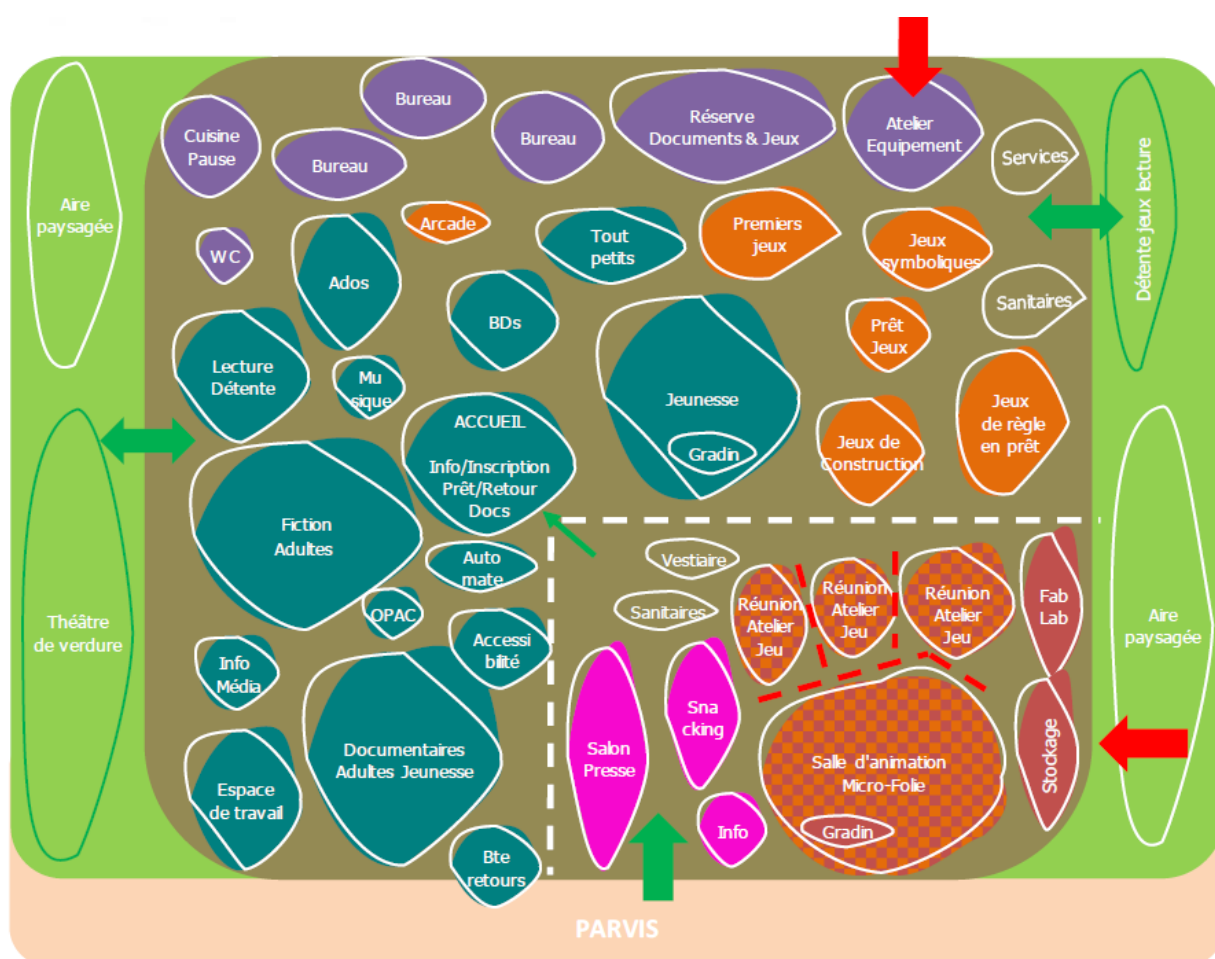 Bureau
Cuisine
Pause
Bureau
Bureau
Réserve
Documents & Jeux
Atelier
Equipement
Services
Aire
paysagée
WC
Ados
Arcade
Tout
petits
Premiers
jeux
Jeux
symboliques
Détente jeux lecture
Sanitaires
BDs
Prêt
Jeux
Lecture
Détente
Mu
sique
Jeunesse
Gradin
Jeux
de règle
en prêt
Jeux de
Construction
ACCUEIL
Info/Inscription
Prêt/Retour
Docs
Fiction
Adultes
Auto
mate
Vestiaire
Sanitaires
Réunion
Atelier
Jeu
Réunion
Atelier
Jeu
Réunion
Atelier
Jeu
Fab
Lab
Théâtre
de verdure
Aire
paysagée
OPAC
Accessi
bilité
Info
Média
Documentaires
Adultes Jeunesse
Espace
de travail
Bte
retours
Salon
Presse
Sna
cking
Info
Salle d'animation
Micro-Folie
Gradin
Stockage
PARVIS